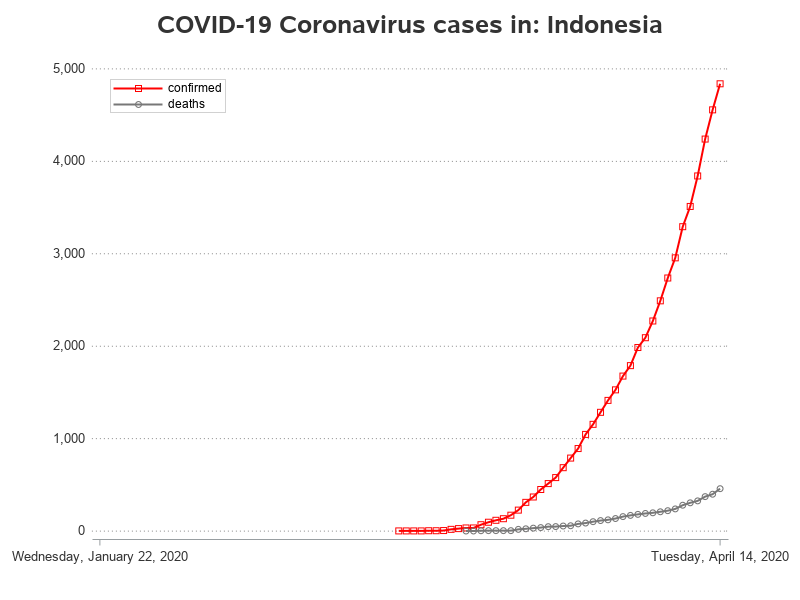 COVID-19 Coronavirus cases in: Indonesia
5,000
confirmed
deaths
4,000
3,000
2,000
1,000
0
Wednesday, January 22, 2020
Tuesday, April 14, 2020